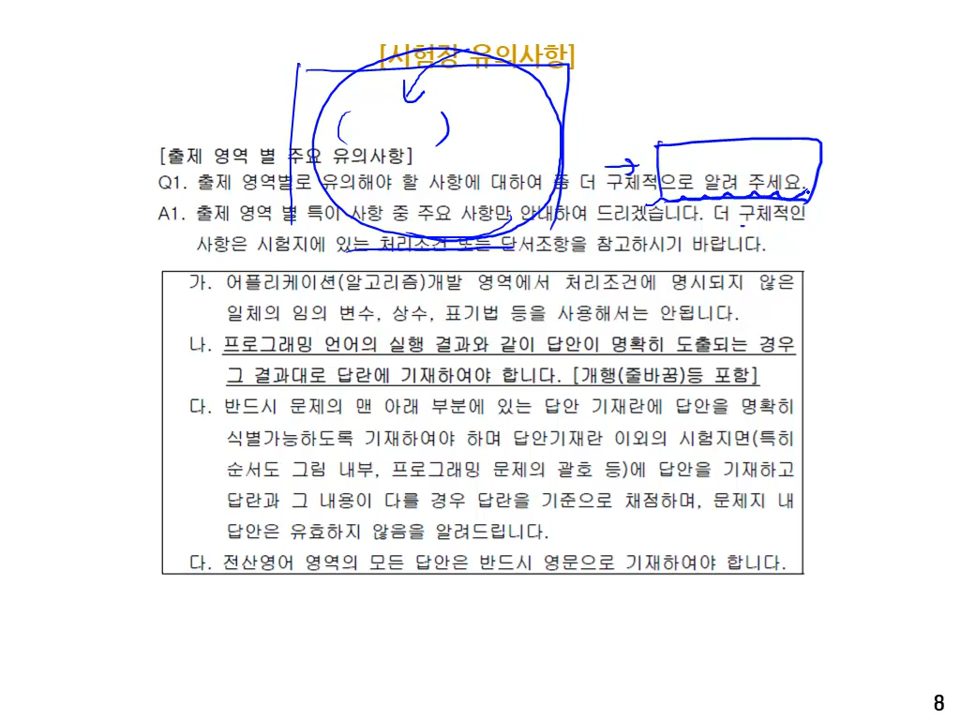 [시험장 유의사항]
[출제 영역 별 주요 유의사항]
Q1. 출제 영역별로 유의해야 할 사항에 대하여 좀 더 구체적으로 알려 주세요.
A1. 출제 영역 별 특이 사항 중 주요 사항만 안내하여 드리겠습니다. 더 구체적인
사항은 시험지에 있는 처리조건 또는 단서조항을 참고하시기 바랍니다.
가. 어플리케이션(알고리즘)개발 영역에서 처리조건에 명시되지 않은
일체의 임의 변수, 상수, 표기법 등을 사용해서는 안됩니다.
나. 프로그래밍 언어의 실행 결과와 같이 답안이 명확히 도출되는 경우
그 결과대로 답란에 기재하여야 합니다. [개행(줄바꿈)등 포함]
다. 반드시 문제의 맨 아래 부분에 있는 답안 기재란에 답안을 명확히
식별가능하도록 기재하여야 하며 답안기재란 이외의 시험지면(특히
순서도 그림 내부, 프로그래밍 문제의 괄호 등)에 답안을 기재하고
답란과 그 내용이 다를 경우 답란을 기준으로 채점하며, 문제지 내
답안은 유효하지 않음을 알려드립니다.
다. 전산영어 영역의 모든 답안은 반드시 영문으로 기재하여야 합니다.
8